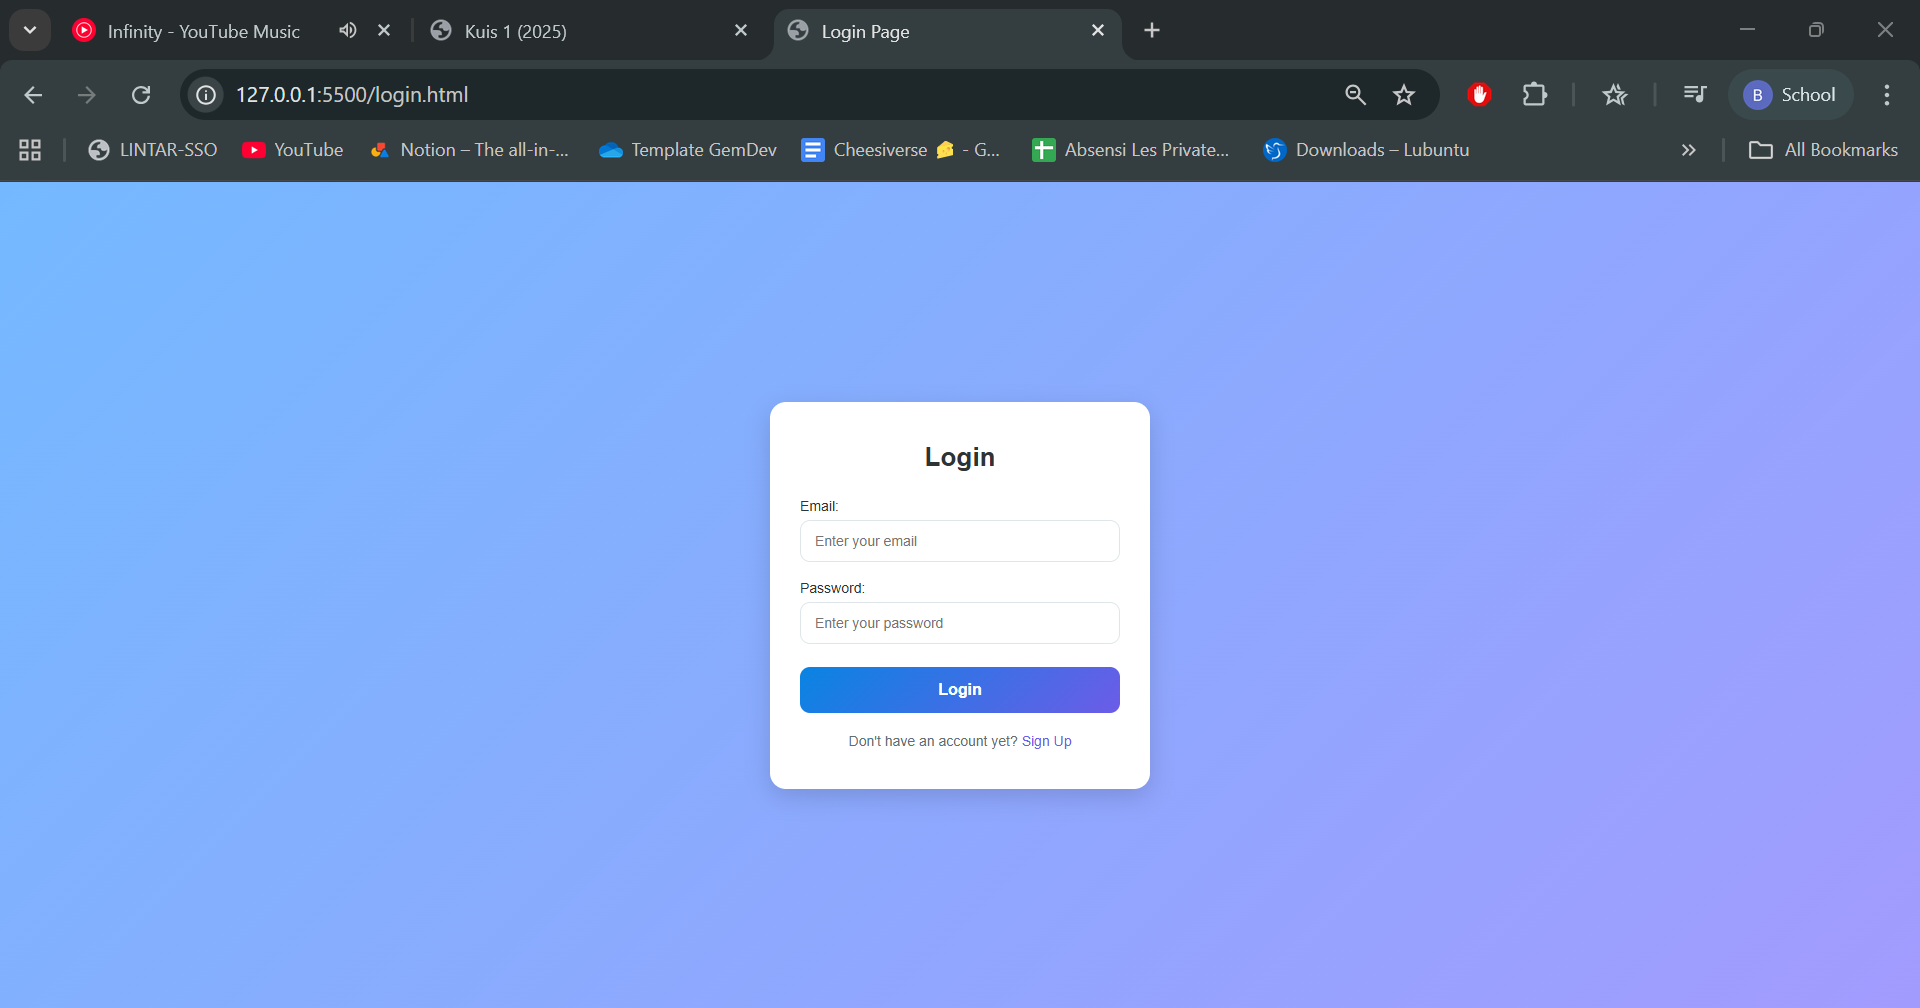 Infinity - YouTube Music
Kuis 1 (2025)
Login Page
127.0.0.1:5500/login.html
B
School
LINTAR-SSO
YouTube
Notion – The all-in-...
Template GemDev
Cheesiverse 🧀 - G...
Absensi Les Private...
Downloads – Lubuntu
All Bookmarks
Login
Email:
Enter your email
Password:
Enter your password
Login
Don't have an account yet? Sign Up